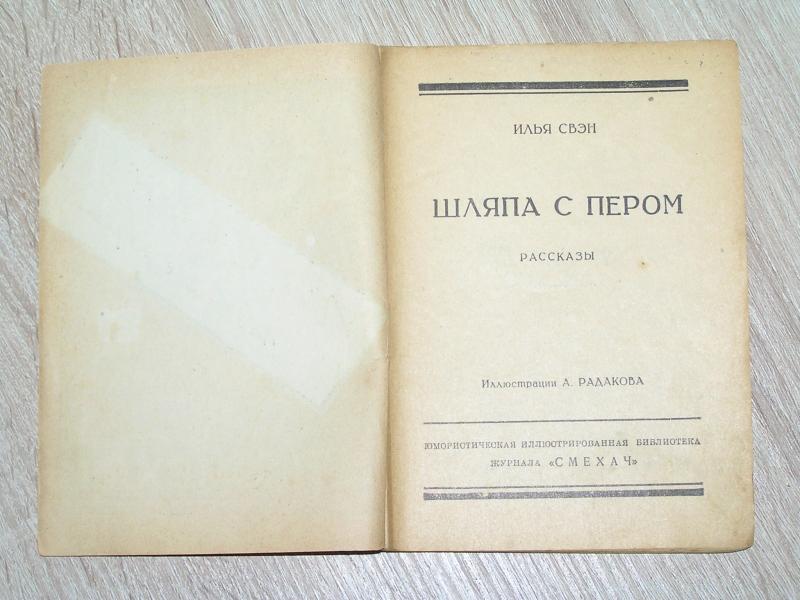 ИЛЬЯ СВЭН
ШЛЯПА С ПЕРОМ
РАССКАЗЫ
Иллюстрации А. РАДАКОВА
ЮМОРИСТИЧЕСКАЯ ИЛЛЮСТРИРОВАННАЯ БИБЛИОТЕКА
ЖУРНАЛА «СМЕХАЧ»